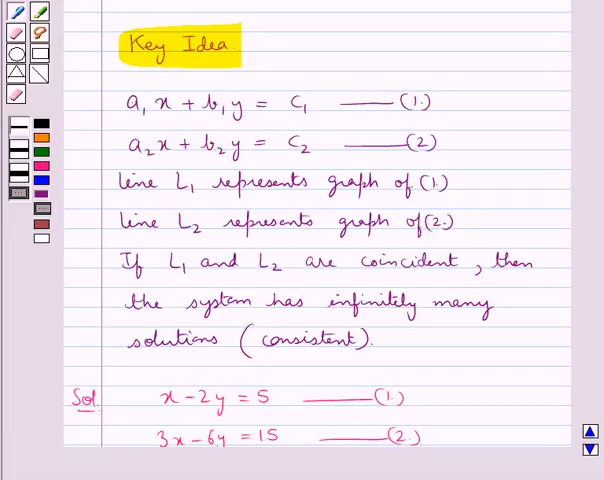 Key Idea.
a₁x + b₁y = c₁ ——— (1.)
a₂x + b₂y = c₂ ——— (2)
line L₁ represents graph of (1.)
line L₂ represents graph of (2.)
If L₁ and L₂ are coincident, then
the system has infinitely many
solutions (consistent).
Sol. x – 2y = 5 ——— (1.)
3x – 6y = 15 ——— (2.)